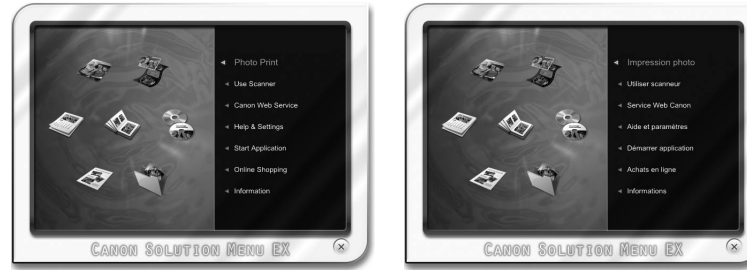 Photo Print
Use Scanner
Canon Web Service
Help & Settings
Start Application
Online Shopping
Information
CANON SOLUTION MENU EX
Impression photo
Utiliser scanneur
Service Web Canon
Aide et paramètres
Démarrer application
Achats en ligne
Informations
CANON SOLUTION MENU EX